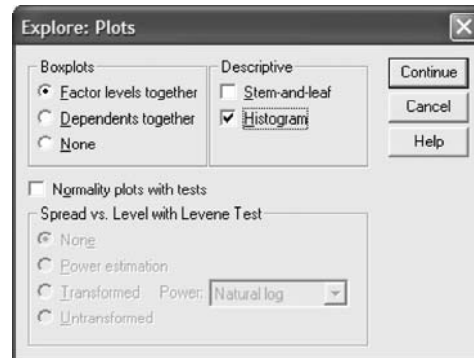 Explore: Plots
Boxplots
Factor levels together
Dependents together
None
Descriptive
Stem-and-leaf
Histogram
Continue
Cancel
Help
Normality plots with tests
Spread vs. Level with Levene Test
None
Power estimation
Transformed Power: Natural log
Untransformed